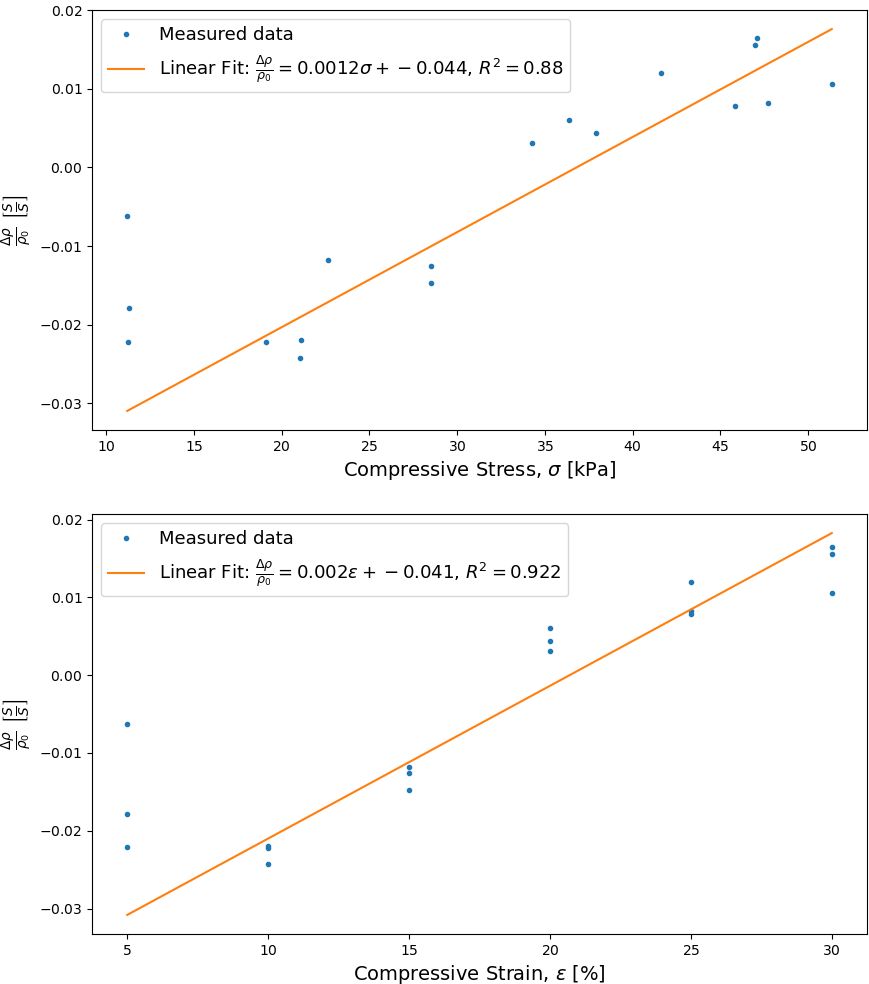 0.02
0.01
0.00
−0.01
−0.02
−0.03
Δρ/ρ₀ [S/S]
Measured data
Linear Fit: Δρ/ρ₀ = 0.0012σ + −0.044, R² = 0.88
10 15 20 25 30 35 40 45 50
Compressive Stress, σ [kPa]
0.02
0.01
0.00
−0.01
−0.02
−0.03
Δρ/ρ₀ [S/S]
Measured data
Linear Fit: Δρ/ρ₀ = 0.002ε + −0.041, R² = 0.922
5 10 15 20 25 30
Compressive Strain, ε [%]